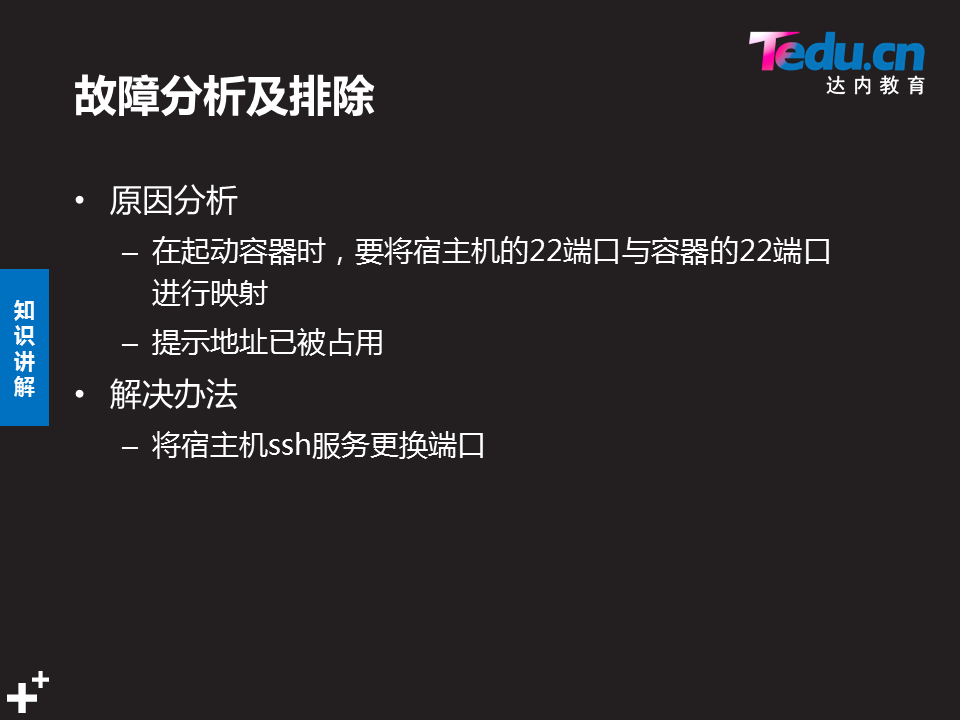 Tedu.cn
达内教育
故障分析及排除
• 原因分析
– 在起动容器时，要将宿主机的22端口与容器的22端口
进行映射
– 提示地址已被占用
• 解决办法
– 将宿主机ssh服务更换端口
知
识
讲
解